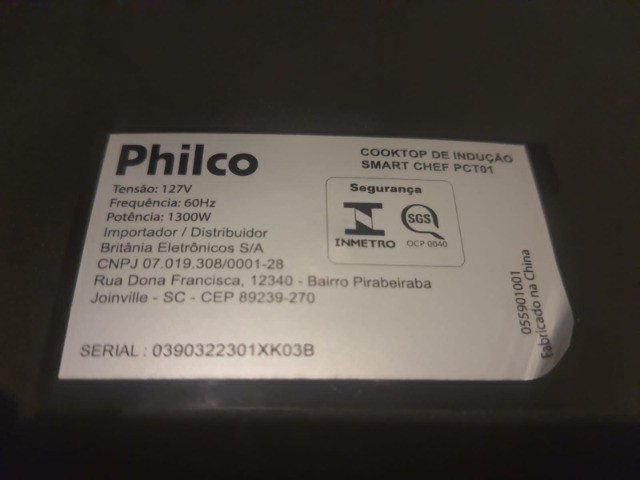 Philco
COOKTOP DE INDUÇÃO
SMART CHEF PCT01
Tensão: 127V
Frequência: 60Hz
Potência: 1300W
Segurança
INMETRO
SGS
OCP 0040
Importador / Distribuidor
Britânia Eletrônicos S/A
CNPJ 07.019.308/0001-28
Rua Dona Francisca, 12340 - Bairro Pirabeiraba
Joinville - SC - CEP 89239-270
SERIAL : 0390322301XK03B
055901001
Fabricado na China